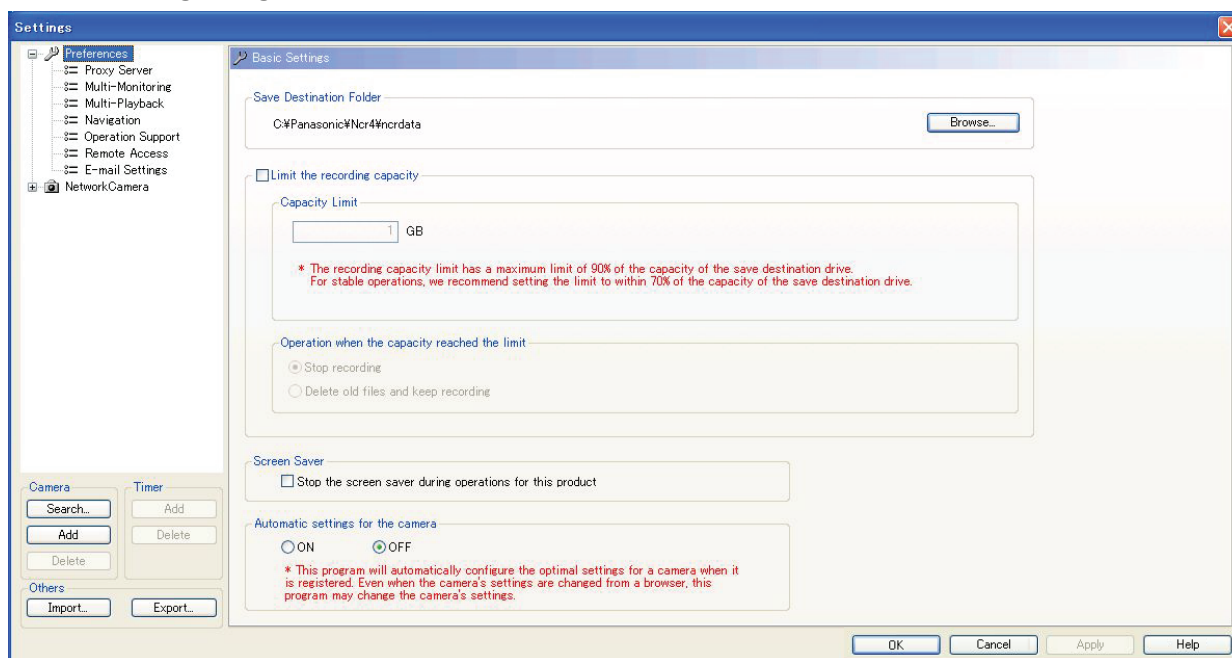 Settings
Preferences
Proxy Server
Multi-Monitoring
Multi-Playback
Navigation
Operation Support
Remote Access
E-mail Settings
NetworkCamera
Camera
Search...
Add
Delete
Timer
Add
Delete
Others
Import...
Export...
Basic Settings
Save Destination Folder
C:¥Panasonic¥Ncr4¥ncrdata
Browse...
Limit the recording capacity
Capacity Limit
1 GB
* The recording capacity limit has a maximum limit of 90% of the capacity of the save destination drive.
For stable operations, we recommend setting the limit to within 70% of the capacity of the save destination drive.
Operation when the capacity reached the limit
Stop recording
Delete old files and keep recording
Screen Saver
Stop the screen saver during operations for this product
Automatic settings for the camera
ON OFF
* This program will automatically configure the optimal settings for a camera when it
is registered. Even when the camera's settings are changed from a browser, this
program may change the camera's settings.
OK Cancel Apply Help